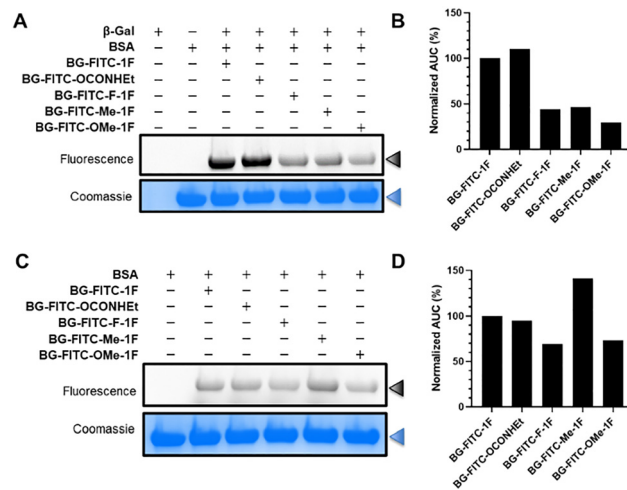 A
β-Gal + − + + + + +
BSA − + + + + + +
BG-FITC-1F − − + − − − −
BG-FITC-OCONHEt − − − + − − −
BG-FITC-F-1F − − − − + − −
BG-FITC-Me-1F − − − − − + −
BG-FITC-OMe-1F − − − − − − +
Fluorescence
Coomassie
B
Normalized AUC (%)
150
100
50
0
BG-FITC-1F
BG-FITC-OCONHEt
BG-FITC-F-1F
BG-FITC-Me-1F
BG-FITC-OMe-1F
C
BSA + + + + + +
BG-FITC-1F − + − − − −
BG-FITC-OCONHEt − − + − − −
BG-FITC-F-1F − − − + − −
BG-FITC-Me-1F − − − − + −
BG-FITC-OMe-1F − − − − − +
Fluorescence
Coomassie
D
Normalized AUC (%)
150
100
50
0
BG-FITC-1F
BG-FITC-OCONHEt
BG-FITC-F-1F
BG-FITC-Me-1F
BG-FITC-OMe-1F